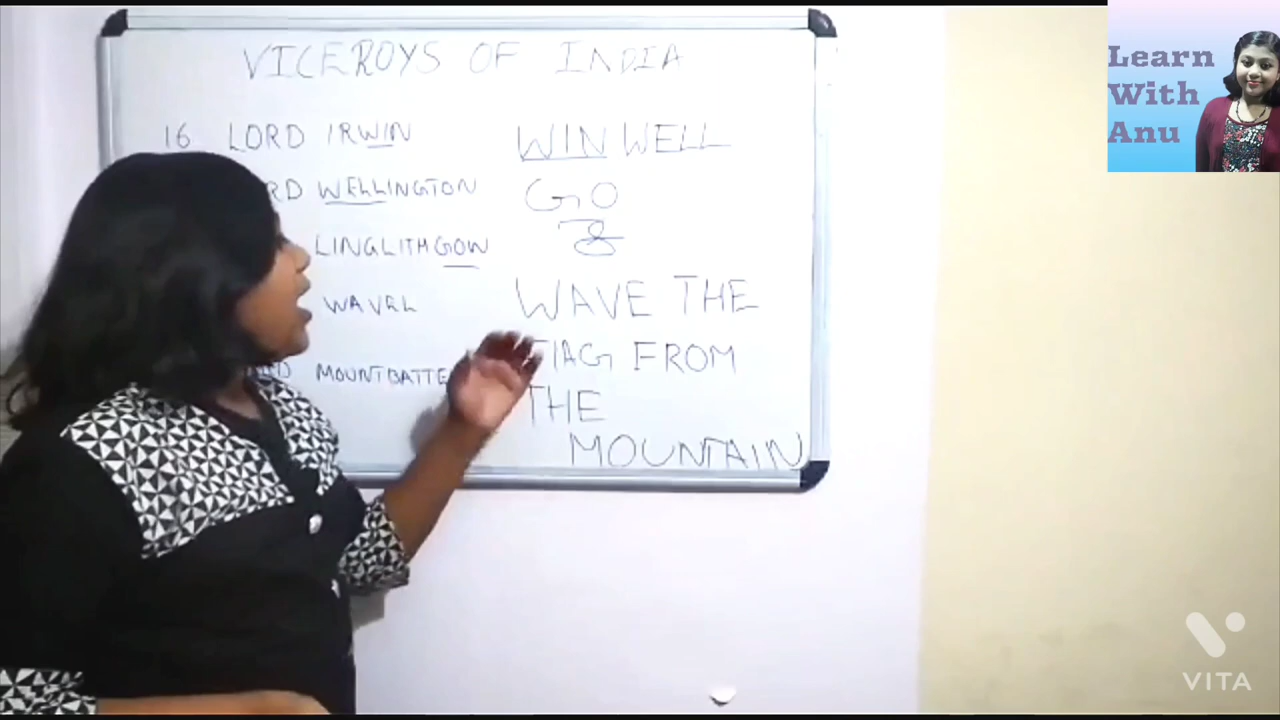 VICEROYS OF INDIA
16 LORD IRWIN WIN WELL
RD WELLINGTON GO
LINGLITHGOW &
WAVEL WAVE THE
FROM
MOUNTBATTE THE
MOUNTAIN
Learn
With
Anu
VITA